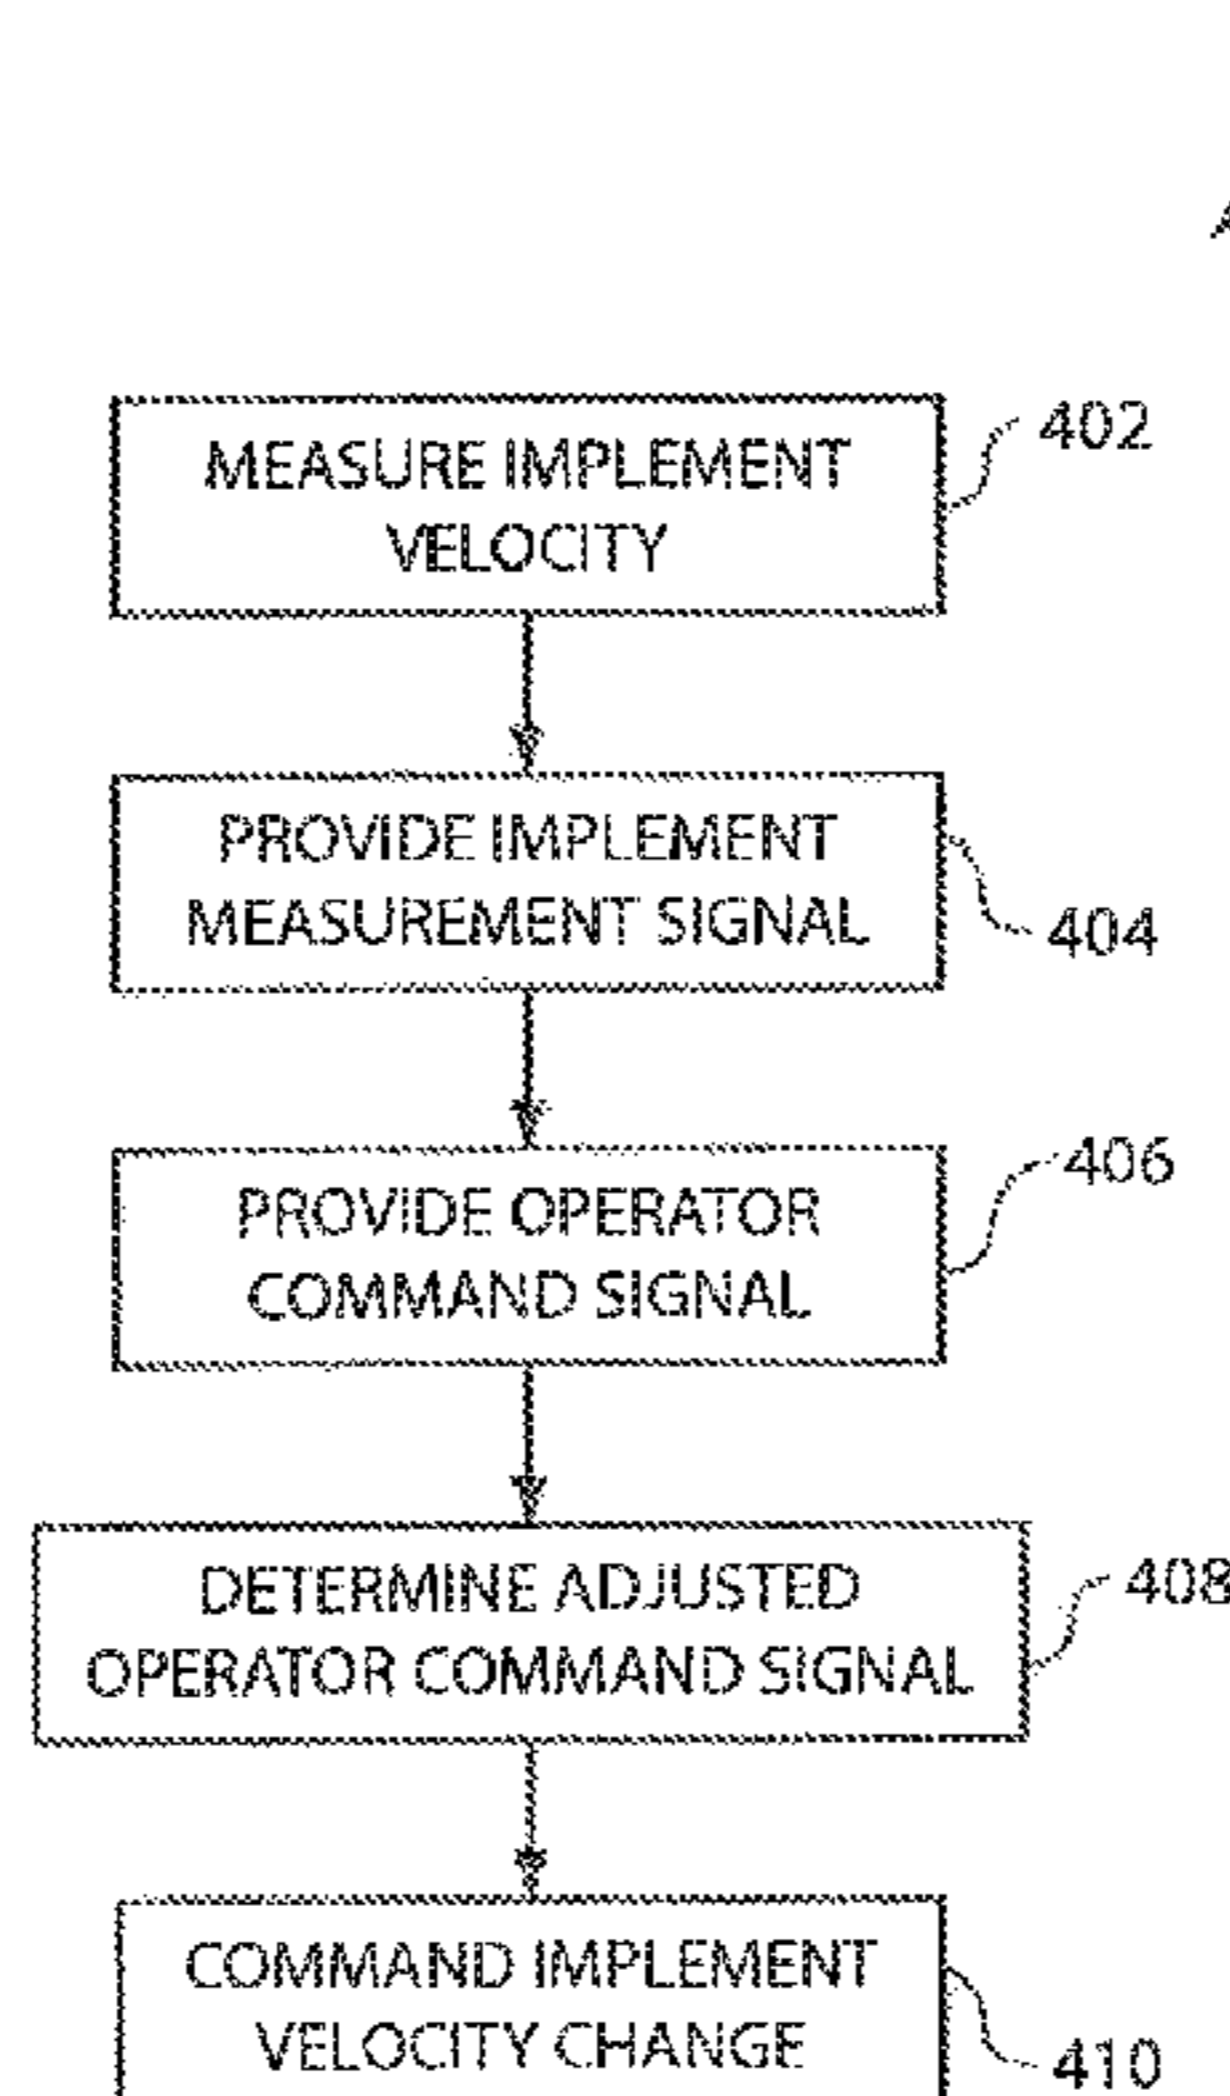 MEASURE IMPLEMENT
VELOCITY
402
PROVIDE IMPLEMENT
MEASUREMENT SIGNAL
404
PROVIDE OPERATOR
COMMAND SIGNAL
406
DETERMINE ADJUSTED
OPERATOR COMMAND SIGNAL
408
COMMAND IMPLEMENT
VELOCITY CHANGE
410